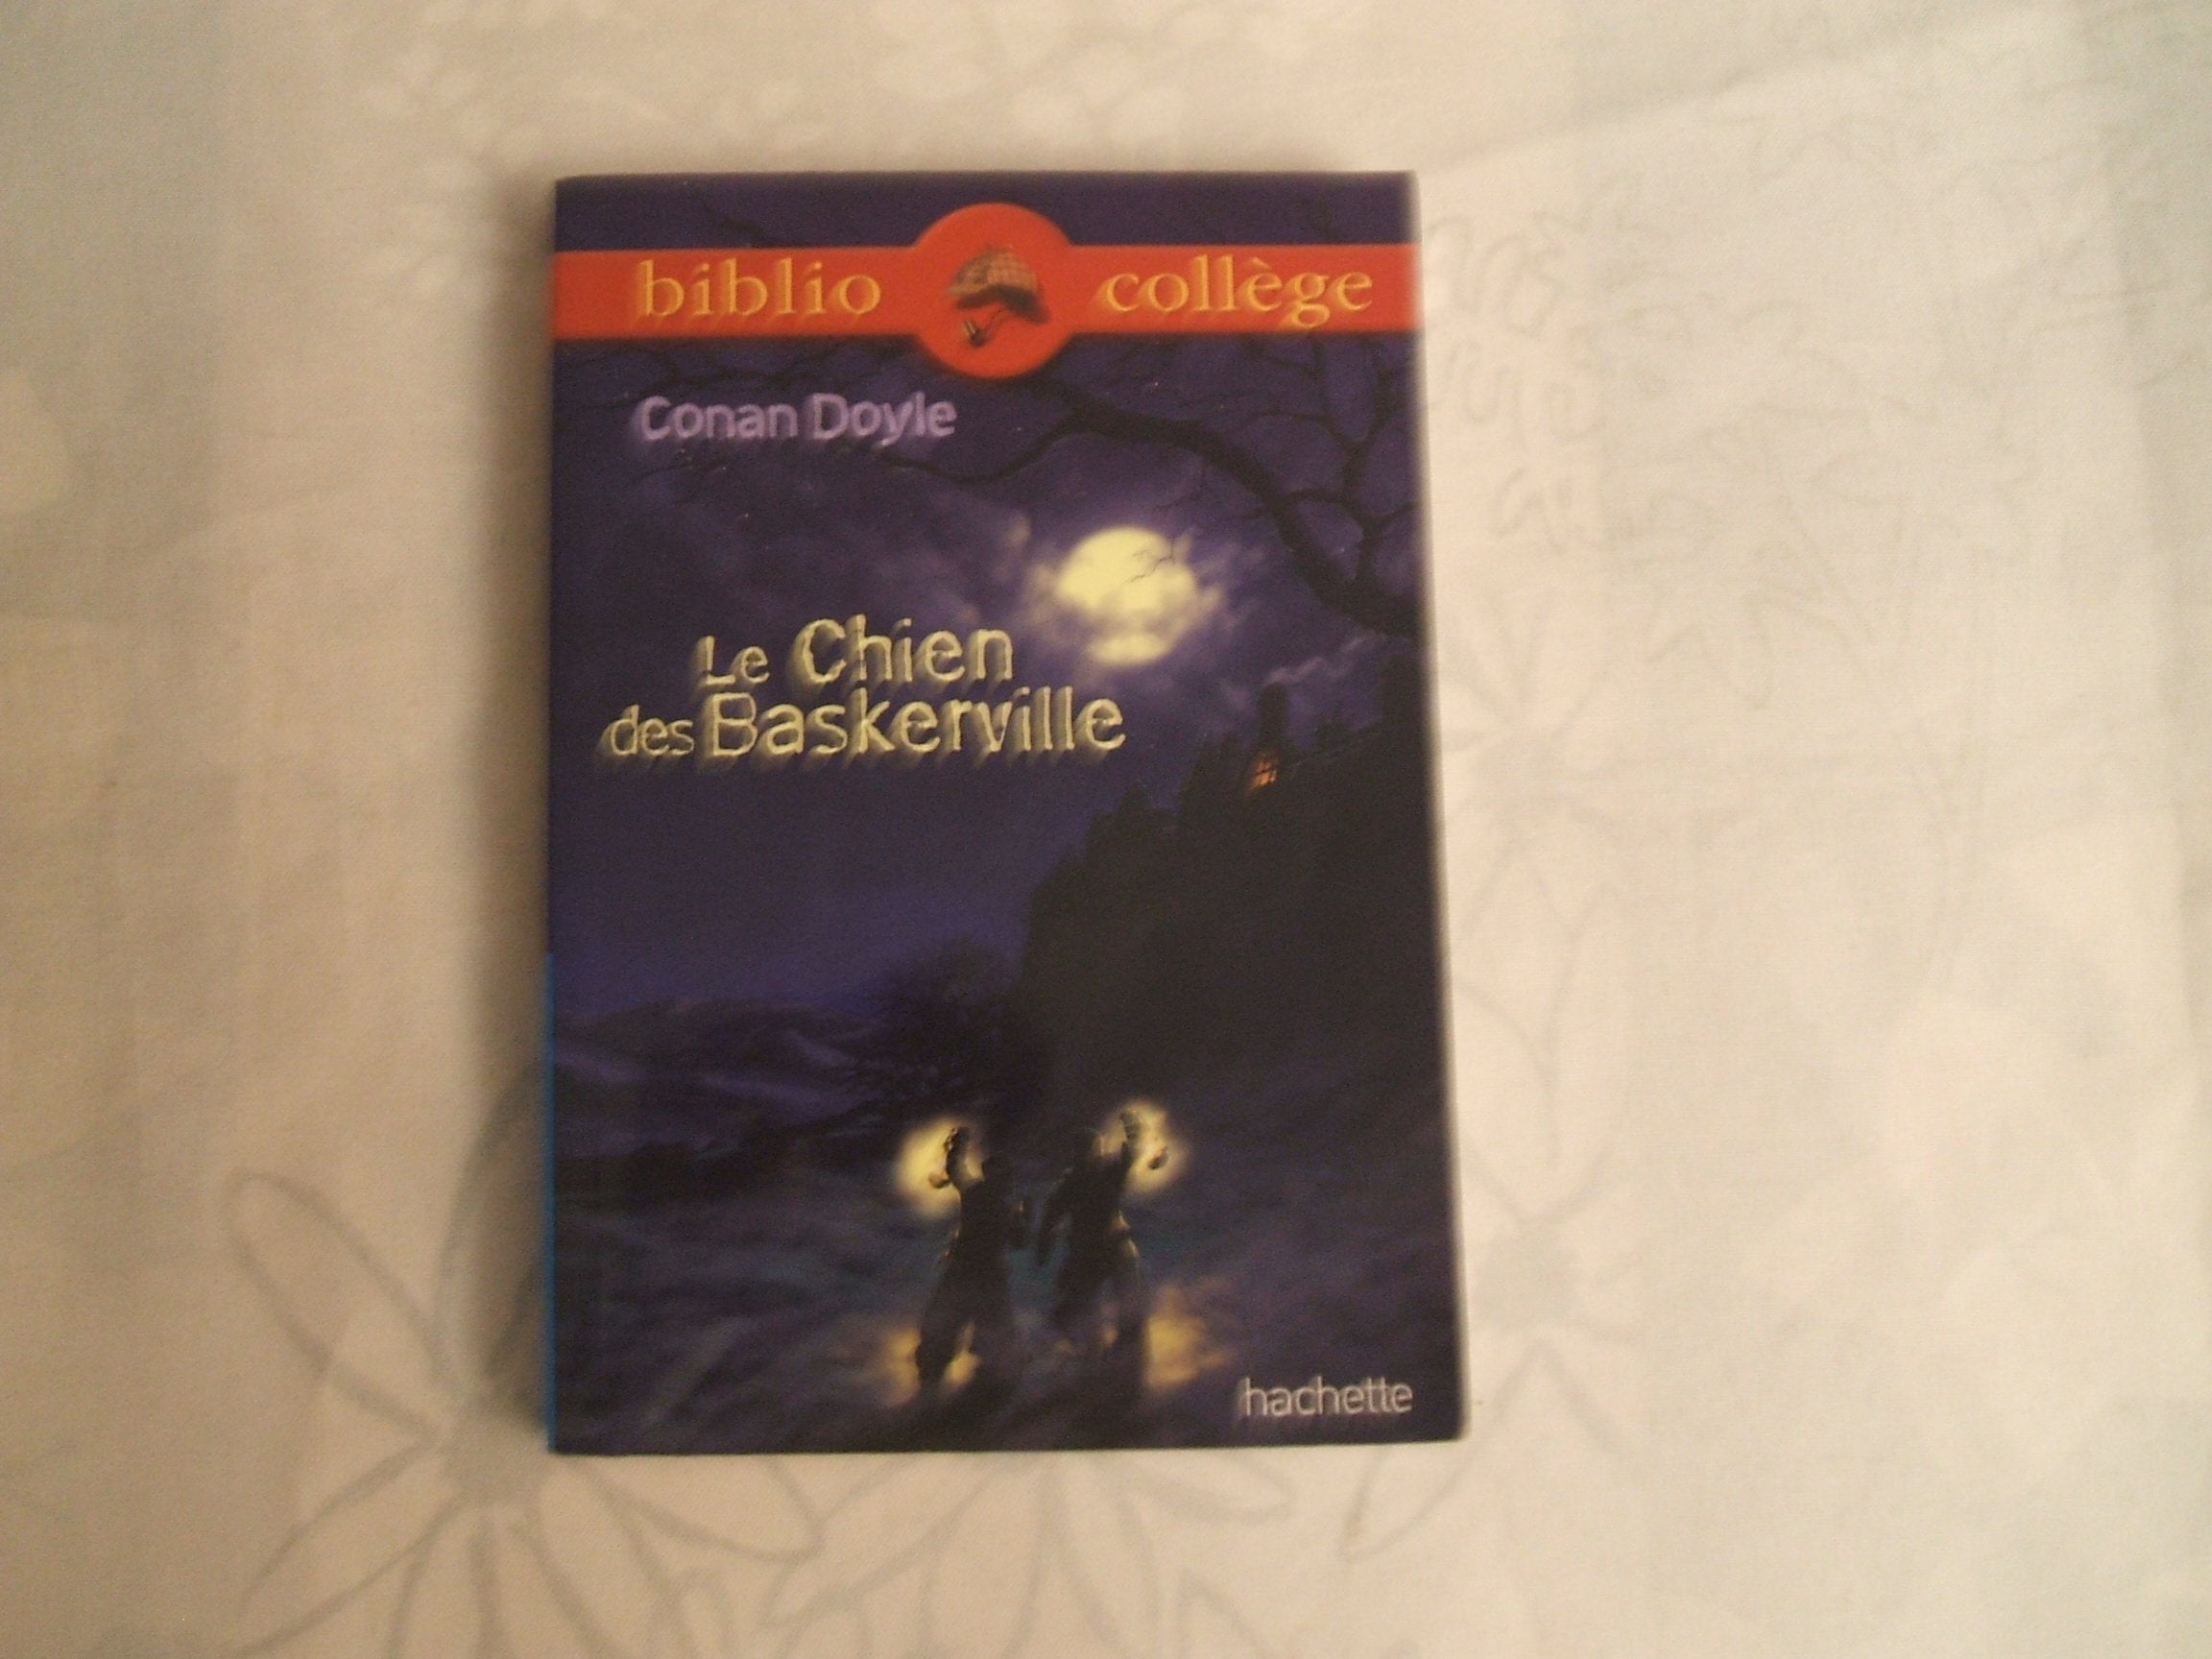 biblio collège
Conan Doyle
Le Chien
des Baskerville
hachette